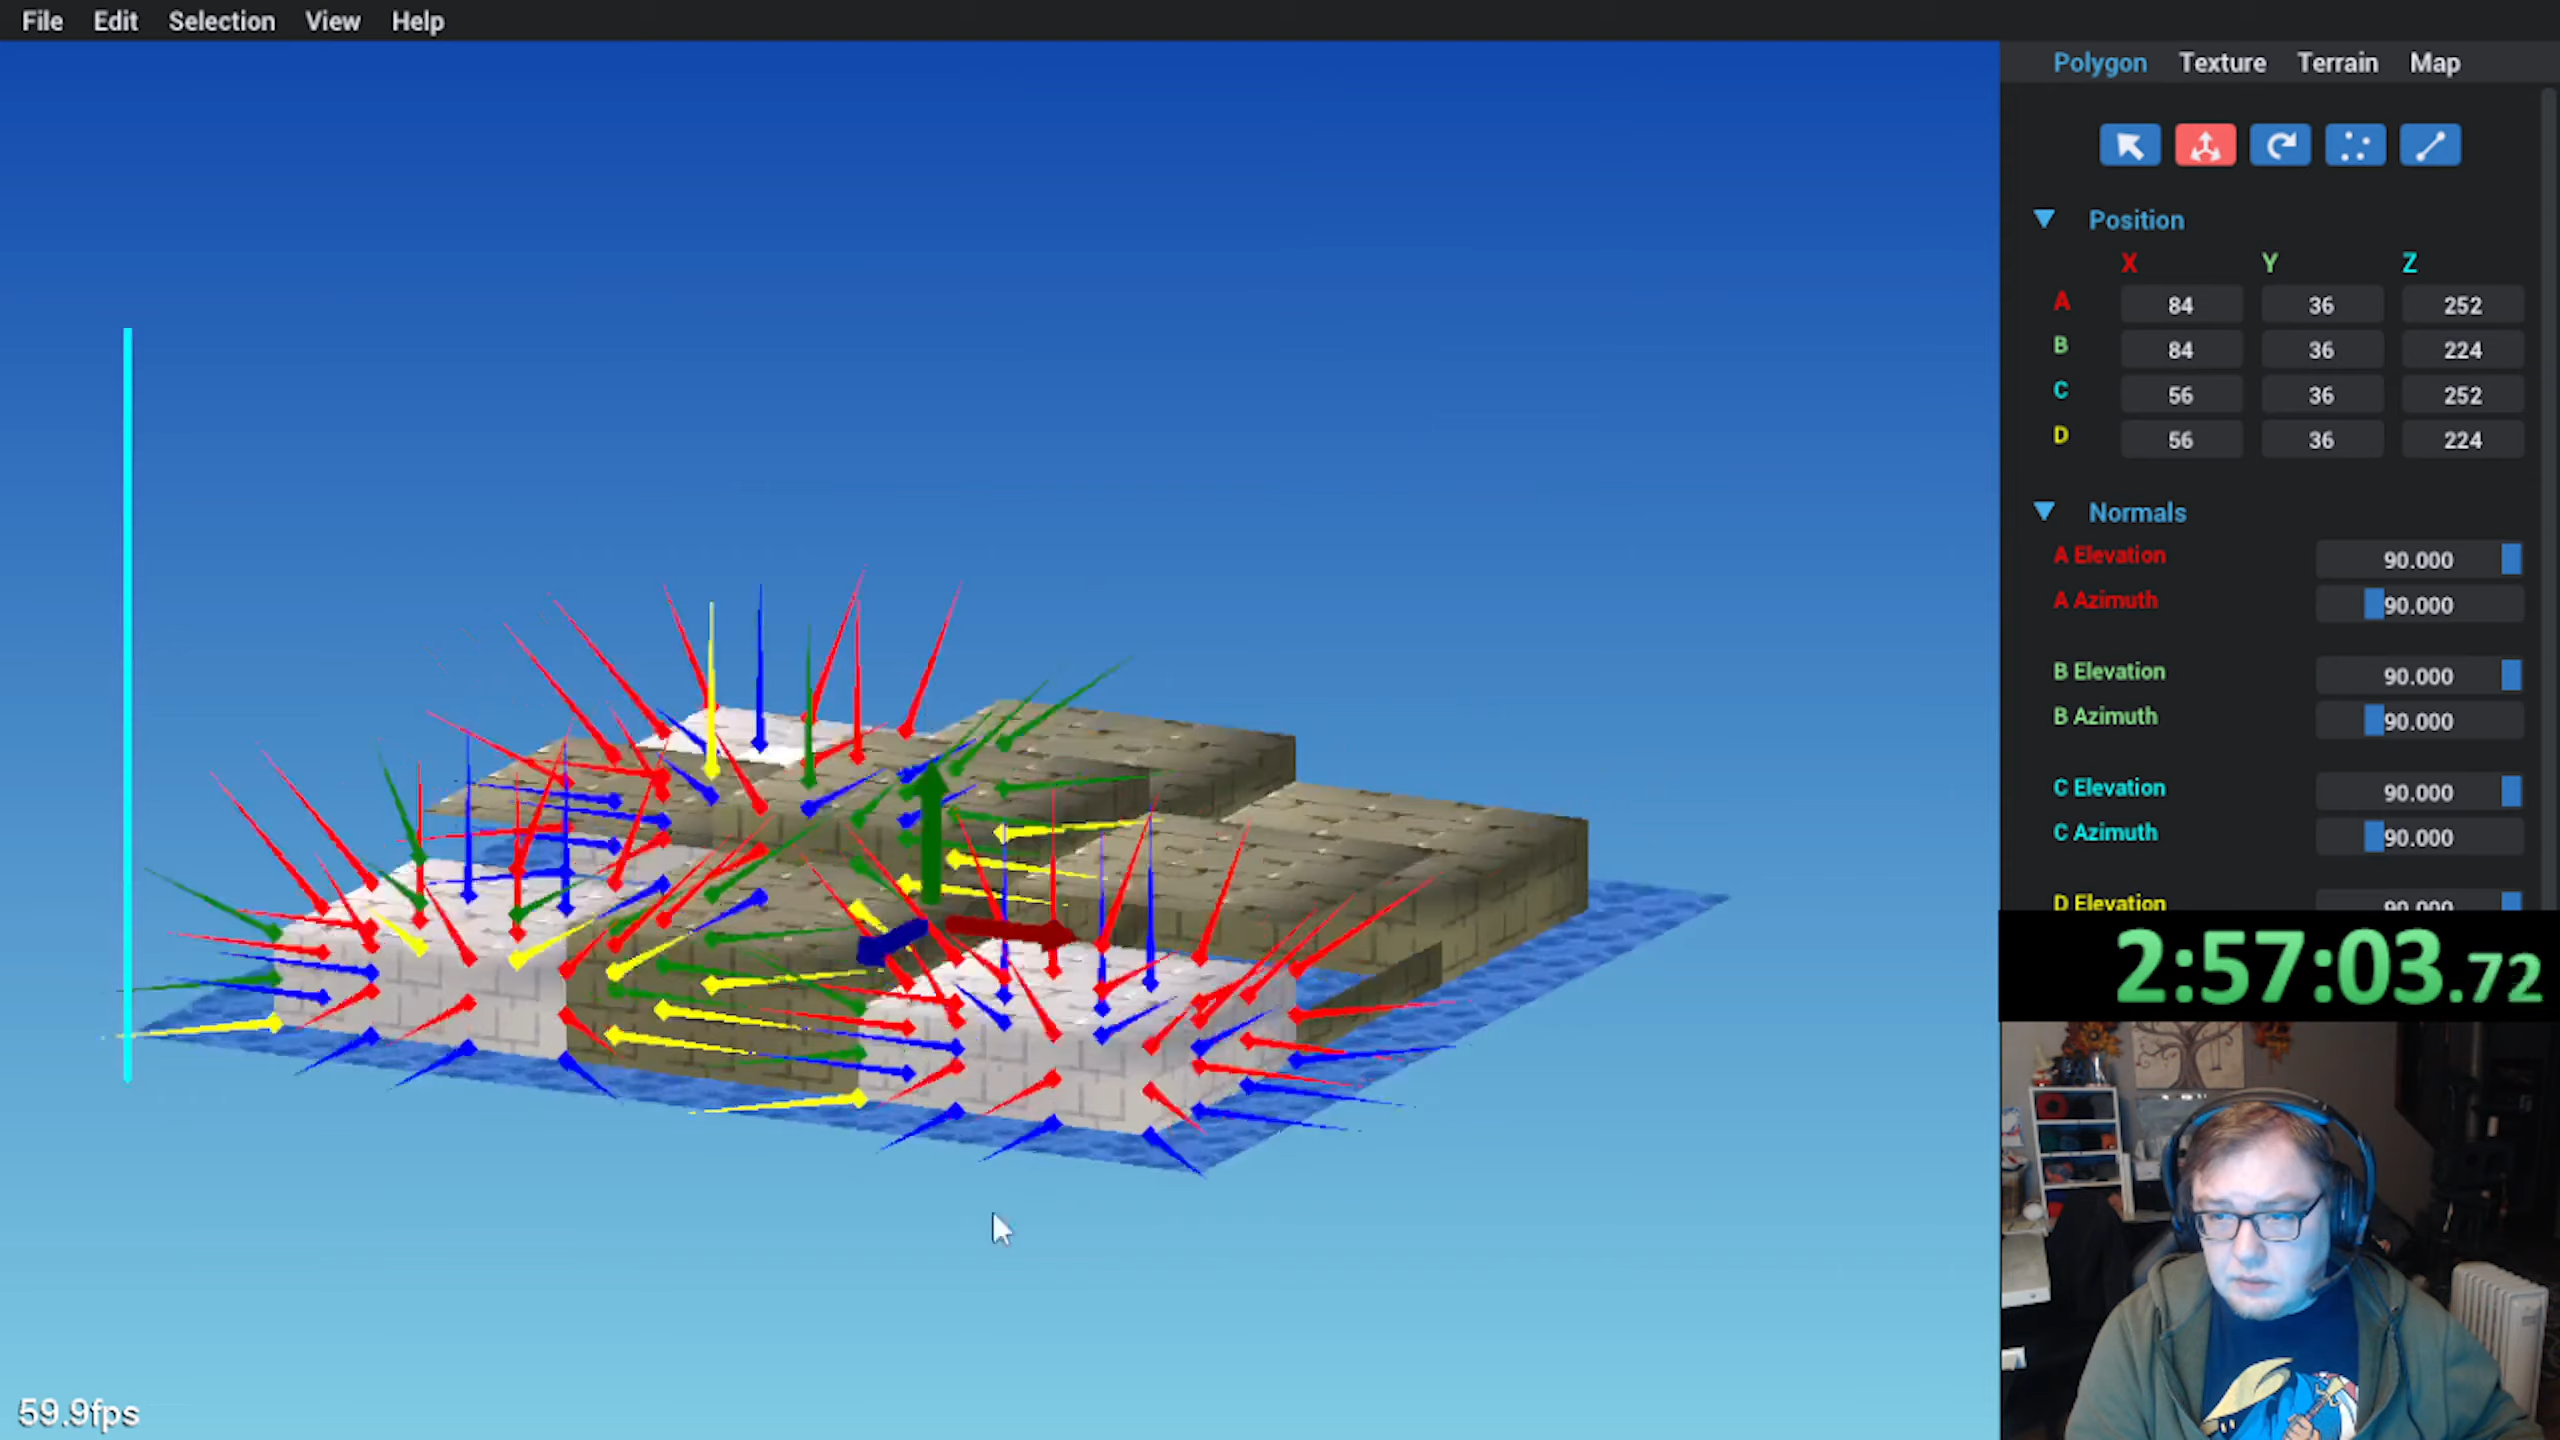 File Edit Selection View Help
Polygon Texture Terrain Map
Position
X Y Z
A 84 36 252
B 84 36 224
C 56 36 252
D 56 36 224
Normals
A Elevation 90.000
A Azimuth 90.000
B Elevation 90.000
B Azimuth 90.000
C Elevation 90.000
C Azimuth 90.000
D Elevation 90.000
2:57:03.72
59.9fps